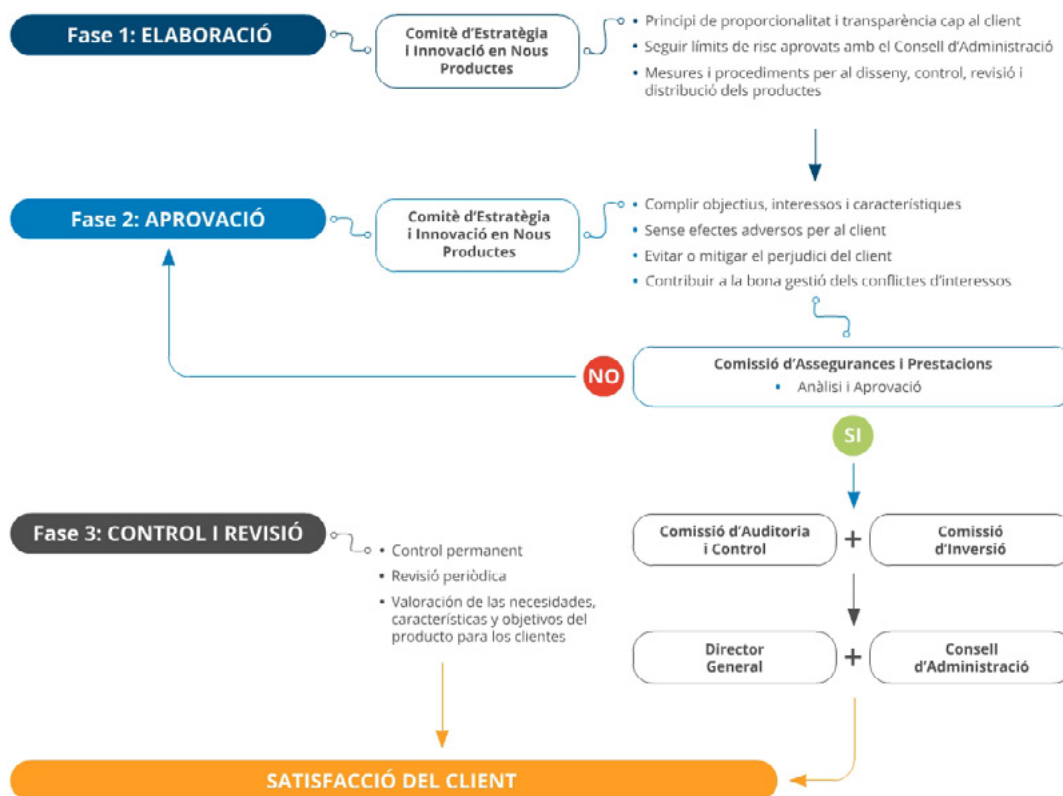 Fase 1: ELABORACIÓ
Comitè d'Estratègia
i Innovació en Nous
Productes
• Principi de proporcionalitat i transparència cap al client
• Seguir límits de risc aprovats amb el Consell d'Administració
• Mesures i procediments per al disseny, control, revisió i
distribució dels productes
Fase 2: APROVACIÓ
Comitè d'Estratègia
i Innovació en Nous
Productes
• Complir objectius, interessos i característiques
• Sense efectes adversos per al client
• Evitar o mitigar el perjudici del client
• Contribuir a la bona gestió dels conflictes d'interessos
NO
Comissió d'Assegurances i Prestacions
• Anàlisi i Aprovació
SI
Fase 3: CONTROL I REVISIÓ
• Control permanent
• Revisió periòdica
• Valoración de las necesidades,
características y objetivos del
producto para los clientes
Comissió d'Auditoria
i Control
+
Comissió
d'Inversió
Director
General
+
Consell
d'Administració
SATISFACCIÓ DEL CLIENT